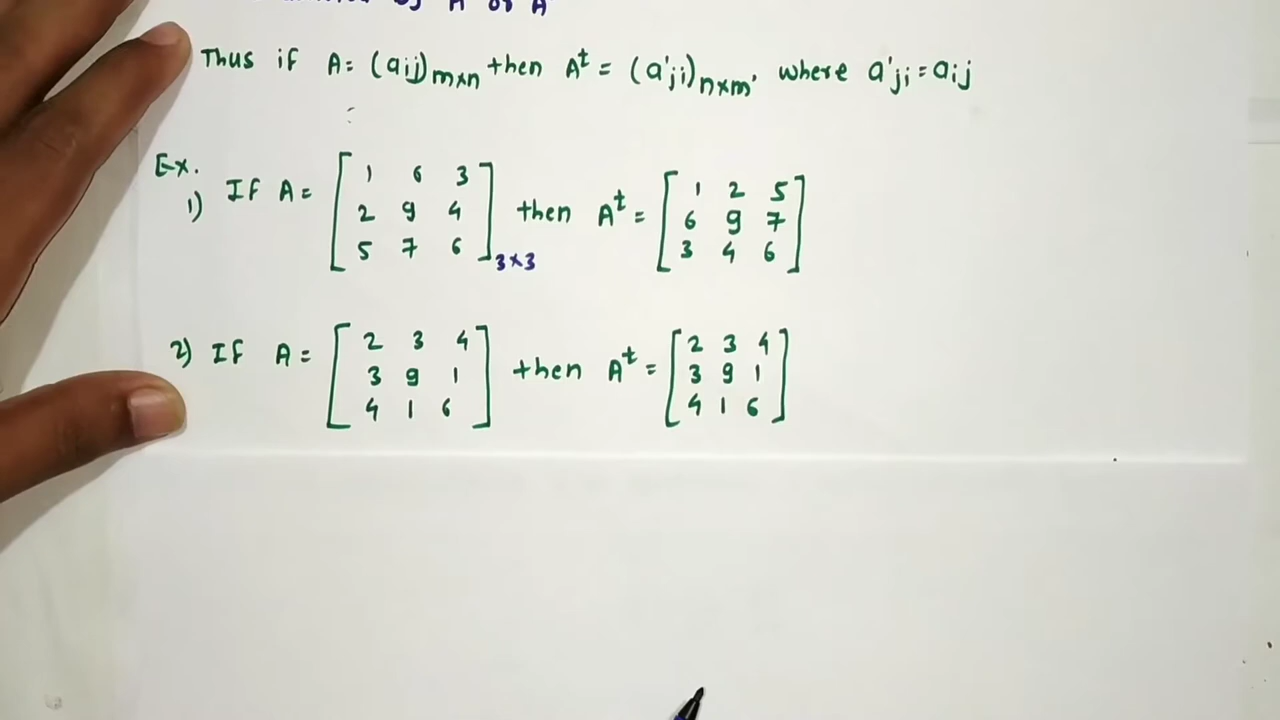 by A or A
Thus if A = (aij)m×n then A^t = (a'ji)n×m, where a'ji = aij
Ex.
1) If A = [1 6 3
2 9 4
5 7 6]3×3 then A^t = [1 2 5
6 9 7
3 4 6]
2) If A = [2 3 4
3 9 1
4 1 6] then A^t = [2 3 4
3 9 1
4 1 6]